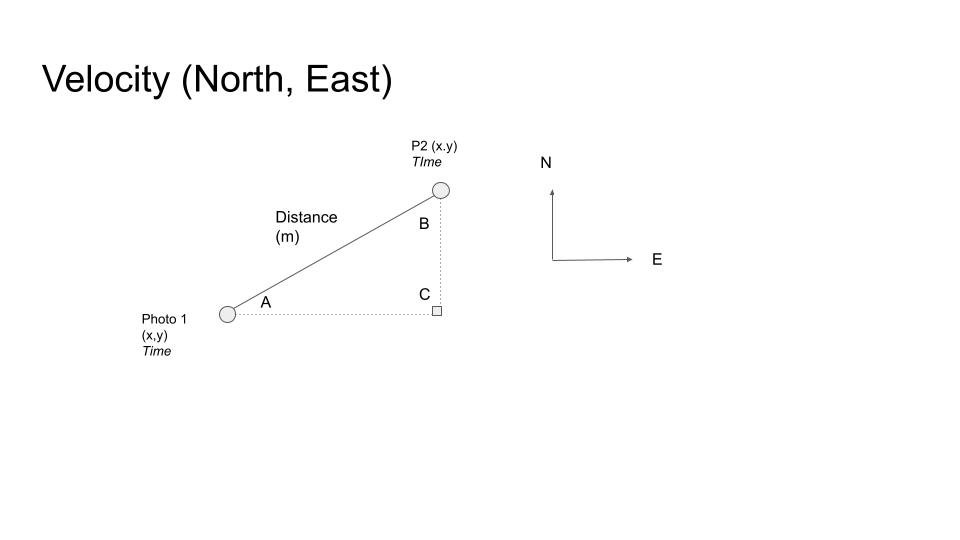 Velocity (North, East)
P2 (x.y)
TIme
N
Distance
(m)
B
E
C
A
Photo 1
(x,y)
Time